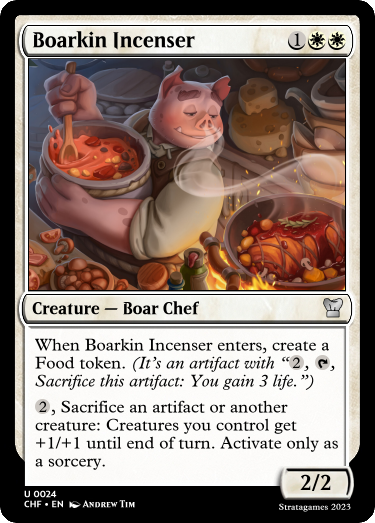 Boarkin Incenser 1
Creature — Boar Chef
When Boarkin Incenser enters, create a
Food token. (It's an artifact with “2, ,
Sacrifice this artifact: You gain 3 life.”)
2, Sacrifice an artifact or another
creature: Creatures you control get
+1/+1 until end of turn. Activate only as
a sorcery.
2/2
U 0024
CHF • EN Andrew Tim
Stratagames 2023